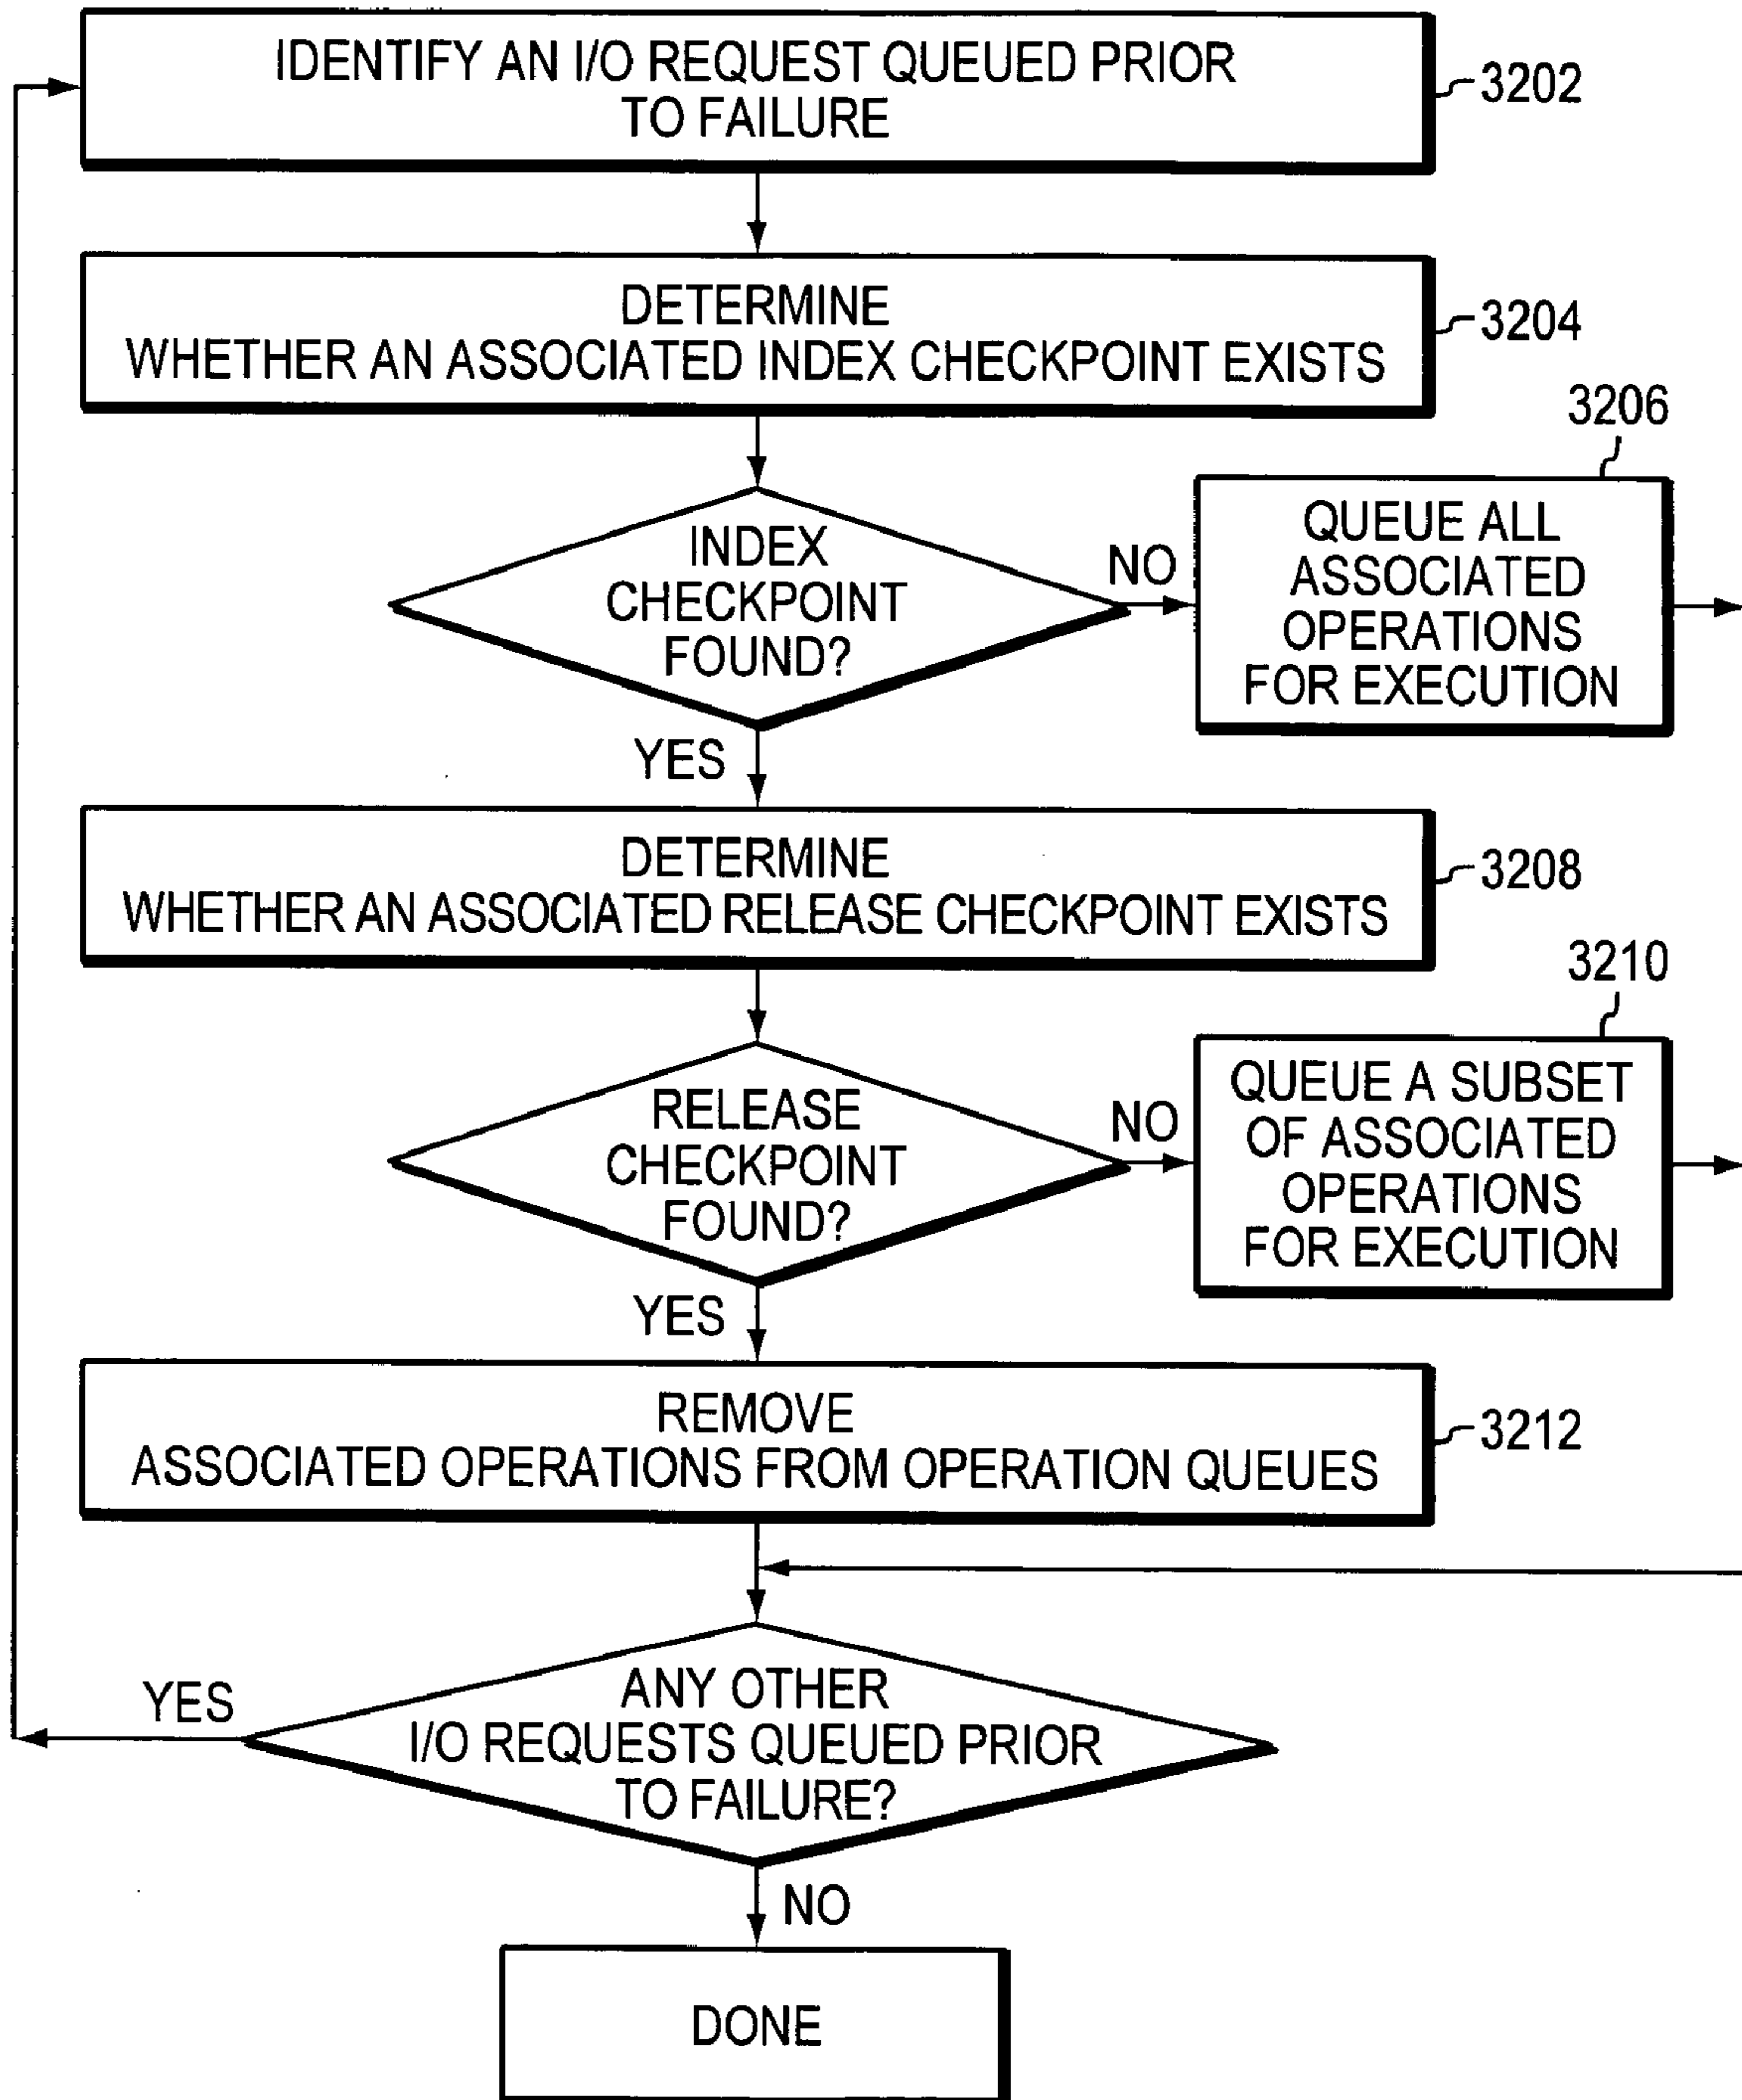 IDENTIFY AN I/O REQUEST QUEUED PRIOR
TO FAILURE
3202
DETERMINE
WHETHER AN ASSOCIATED INDEX CHECKPOINT EXISTS
3204
3206
INDEX
CHECKPOINT
FOUND?
NO
QUEUE ALL
ASSOCIATED
OPERATIONS
FOR EXECUTION
YES
DETERMINE
WHETHER AN ASSOCIATED RELEASE CHECKPOINT EXISTS
3208
3210
RELEASE
CHECKPOINT
FOUND?
NO
QUEUE A SUBSET
OF ASSOCIATED
OPERATIONS
FOR EXECUTION
YES
REMOVE
ASSOCIATED OPERATIONS FROM OPERATION QUEUES
3212
YES
ANY OTHER
I/O REQUESTS QUEUED PRIOR
TO FAILURE?
NO
DONE